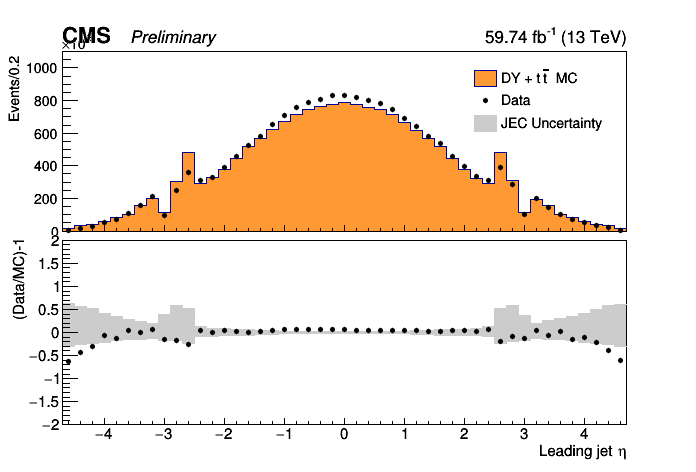 CMS Preliminary 59.74 fb⁻¹ (13 TeV)
Events/0.2
1000
800
600
400
200
0
DY + tt̅ MC
Data
JEC Uncertainty
(Data/MC)-1
2
1.5
1
0.5
0
−0.5
−1
−1.5
−2
−4 −3 −2 −1 0 1 2 3 4
Leading jet η